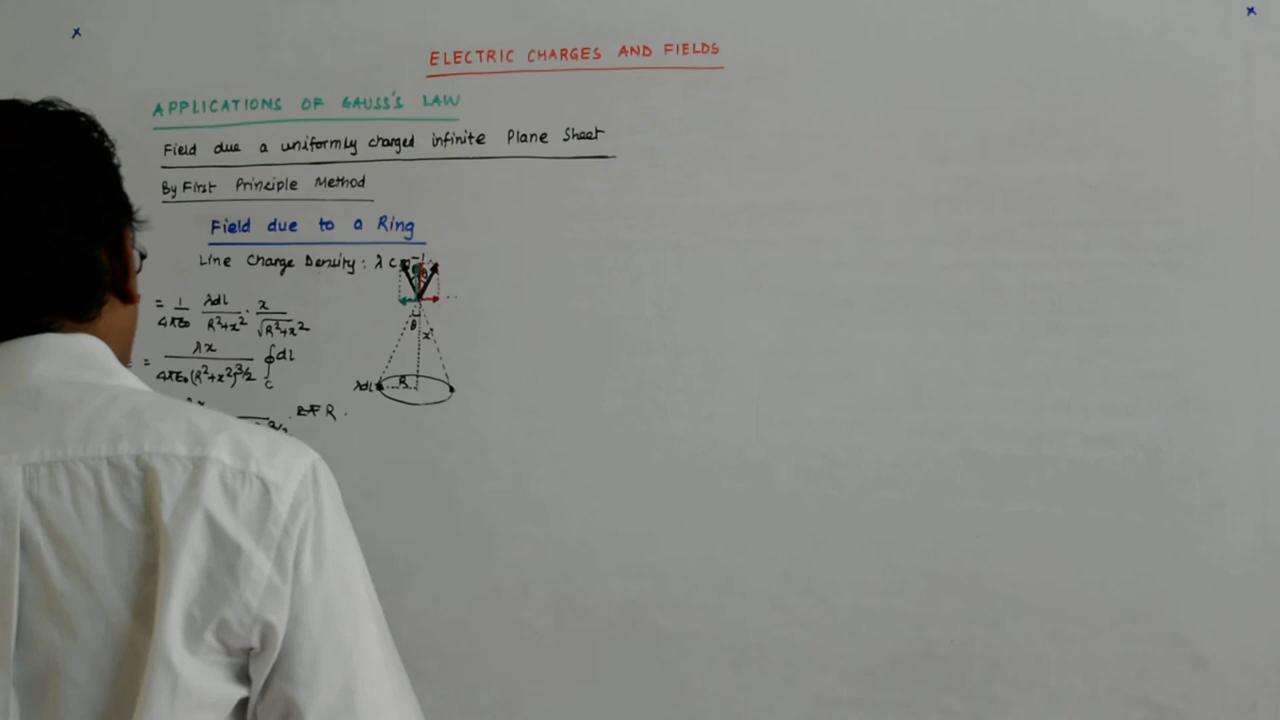 x
x
ELECTRIC CHARGES AND FIELDS
APPLICATIONS OF GAUSS'S LAW
Field due a uniformly charged infinite Plane Sheet
By First Principle Method
Field due to a Ring
Line Charge Density : λ c
= 1/4πε₀ λdl/R²+x² · x/√R²+x²
= λx/4πε₀(R²+x²)^3/2 ∮_C dl
R .
θ
x
λdl
R